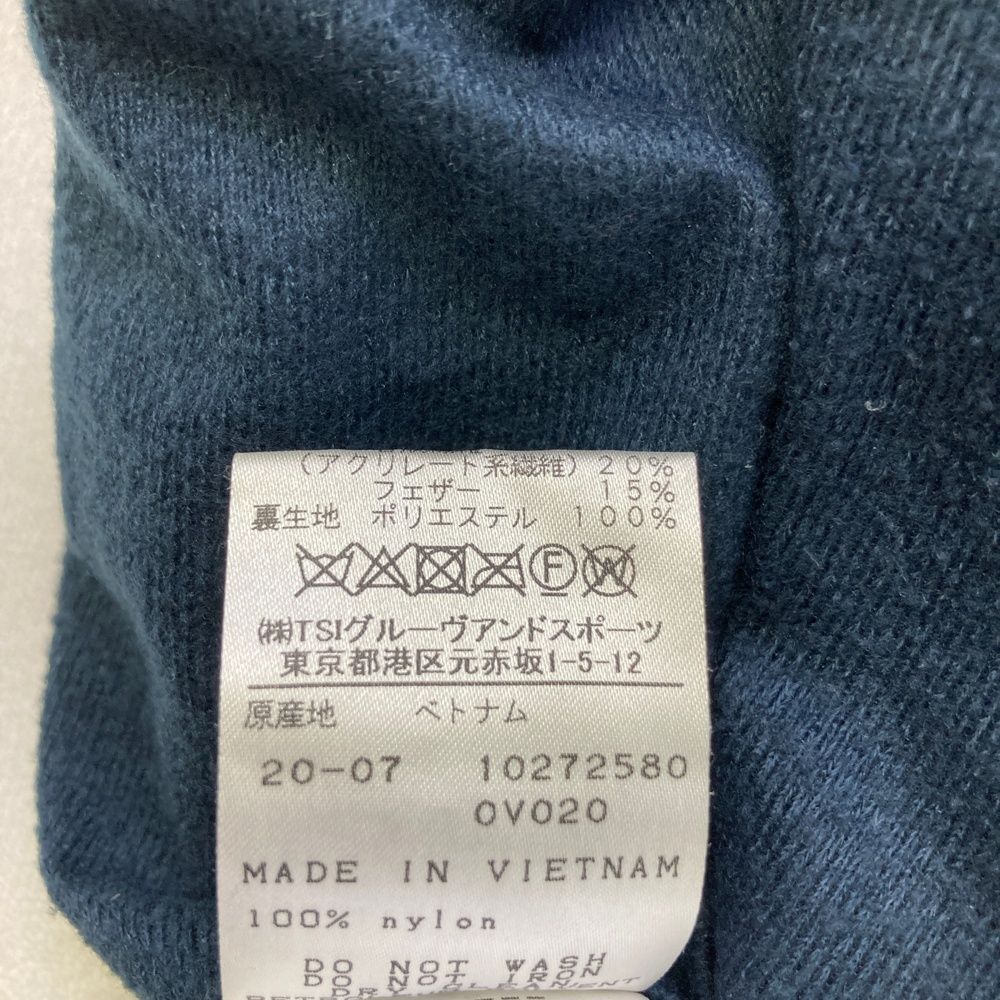 (アクリレート系繊維) 20%
フェザー 15%
裏生地 ポリエステル 100%
F W
(株)TSIグルーヴアンドスポーツ
東京都港区元赤坂1-5-12
原産地 ベトナム
20-07 10272580
0V020
MADE IN VIETNAM
100% nylon
DO NOT WASH
DO NOT IRON